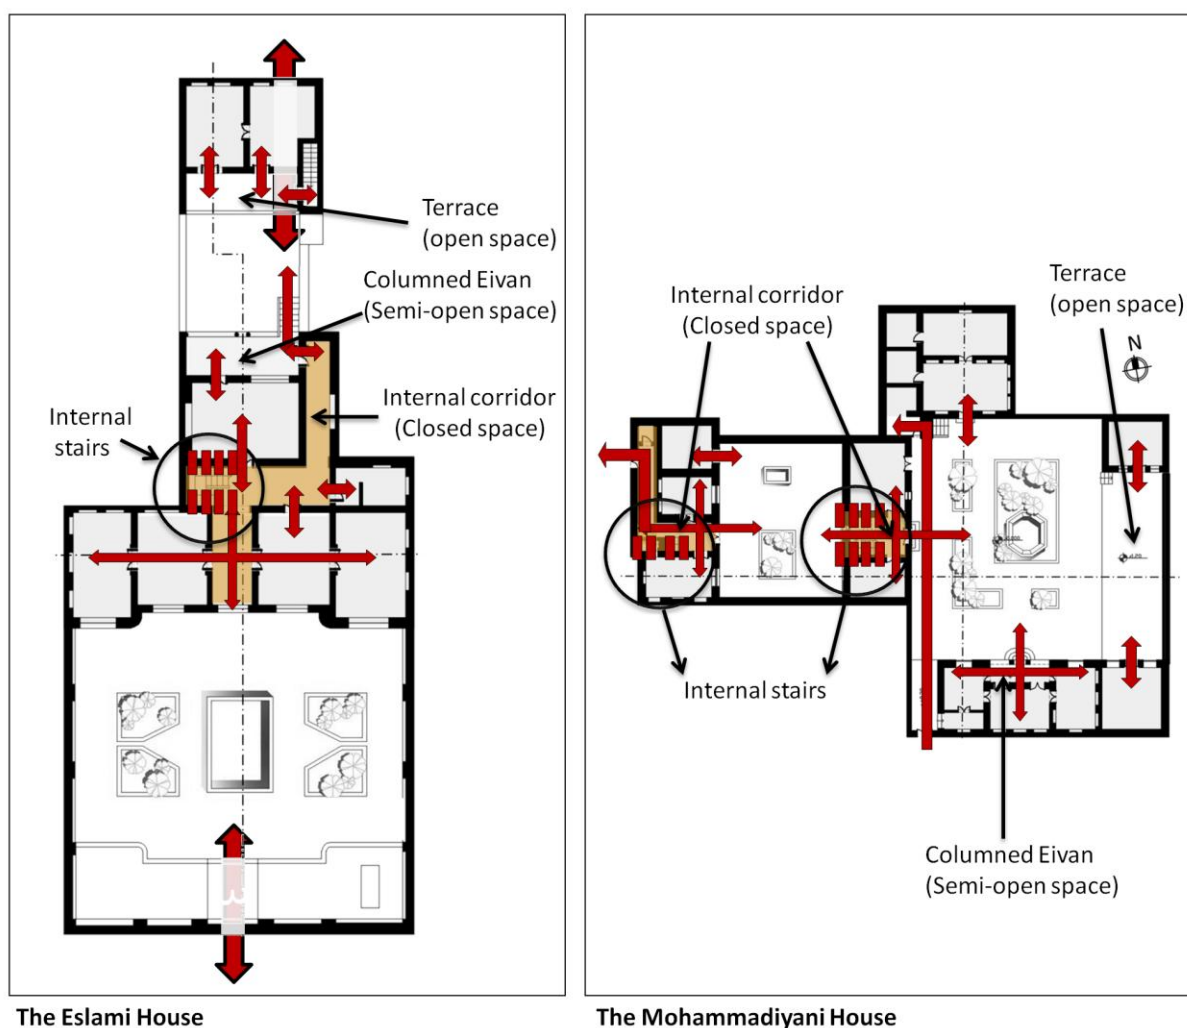 Terrace
(open space)
Columned Eivan
(Semi-open space)
Internal corridor
(Closed space)
Internal
stairs
The Eslami House
Internal corridor
(Closed space)
Terrace
(open space)
N
Internal stairs
Columned Eivan
(Semi-open space)
The Mohammadiyani House